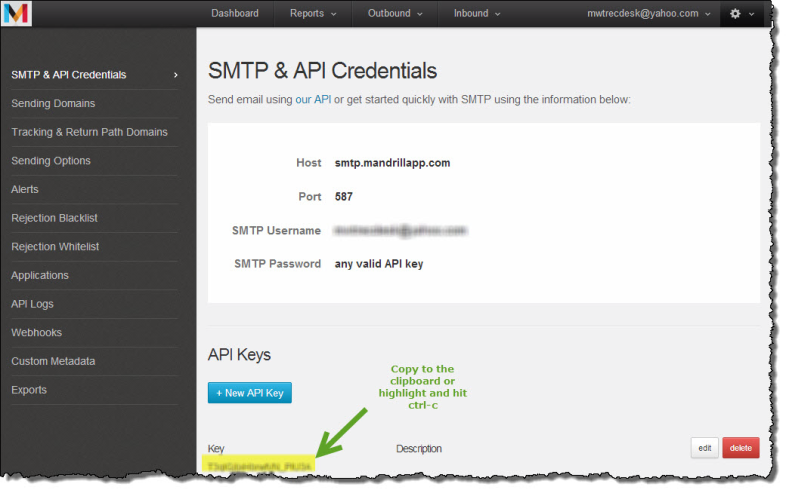 Dashboard Reports Outbound Inbound mwtrecdesk@yahoo.com
SMTP & API Credentials
Sending Domains
Tracking & Return Path Domains
Sending Options
Alerts
Rejection Blacklist
Rejection Whitelist
Applications
API Logs
Webhooks
Custom Metadata
Exports
SMTP & API Credentials
Send email using our API or get started quickly with SMTP using the information below:
Host smtp.mandrillapp.com
Port 587
SMTP Username
SMTP Password any valid API key
API Keys
+ New API Key
Copy to the
clipboard or
highlight and hit
ctrl-c
Key Description edit delete